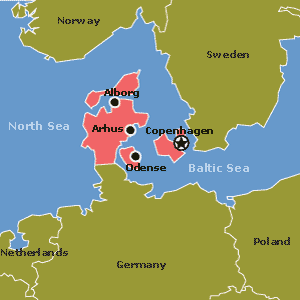 Norway
Sweden
Alborg
North Sea
Arhus
Copenhagen
Odense
Baltic Sea
Netherlands
Poland
Germany